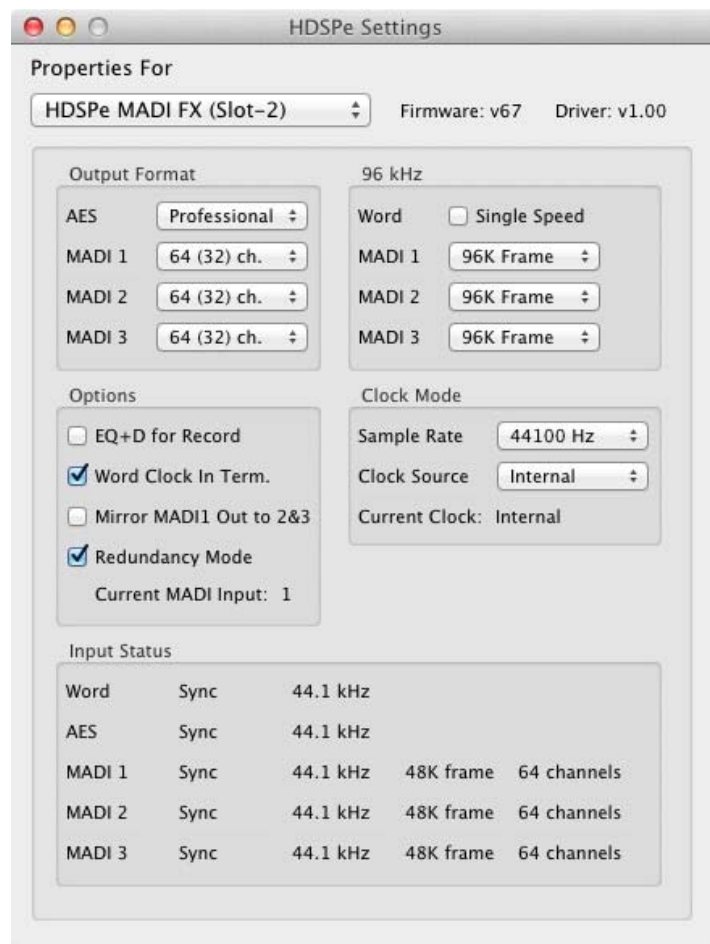 HDSPe Settings
Properties For
HDSPe MADI FX (Slot-2) Firmware: v67 Driver: v1.00
Output Format
AES Professional
MADI 1 64 (32) ch.
MADI 2 64 (32) ch.
MADI 3 64 (32) ch.
96 kHz
Word Single Speed
MADI 1 96K Frame
MADI 2 96K Frame
MADI 3 96K Frame
Options
EQ+D for Record
Word Clock In Term.
Mirror MADI1 Out to 2&3
Redundancy Mode
Current MADI Input: 1
Clock Mode
Sample Rate 44100 Hz
Clock Source Internal
Current Clock: Internal
Input Status
Word Sync 44.1 kHz
AES Sync 44.1 kHz
MADI 1 Sync 44.1 kHz 48K frame 64 channels
MADI 2 Sync 44.1 kHz 48K frame 64 channels
MADI 3 Sync 44.1 kHz 48K frame 64 channels